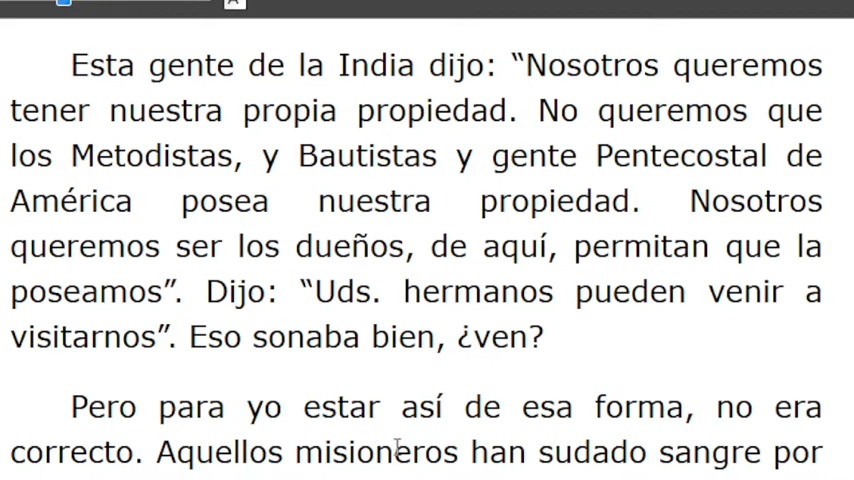 Esta gente de la India dijo: “Nosotros queremos
tener nuestra propia propiedad. No queremos que
los Metodistas, y Bautistas y gente Pentecostal de
América posea nuestra propiedad. Nosotros
queremos ser los dueños, de aquí, permitan que la
poseamos”. Dijo: “Uds. hermanos pueden venir a
visitarnos”. Eso sonaba bien, ¿ven?
Pero para yo estar así de esa forma, no era
correcto. Aquellos misioneros han sudado sangre por